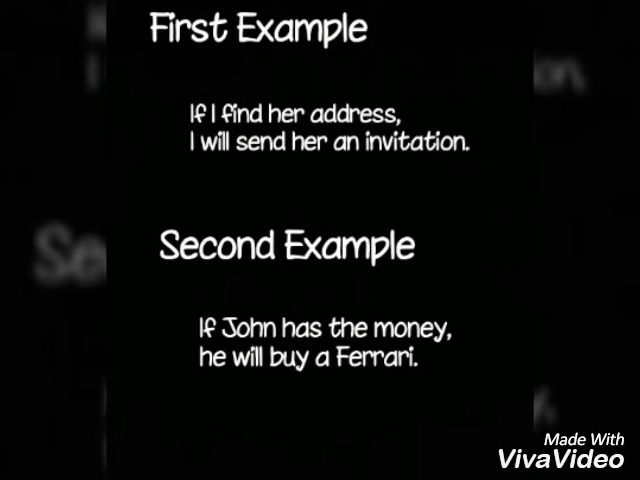 First Example
If I find her address,
I will send her an invitation.
Second Example
If John has the money,
he will buy a Ferrari.
Made With
VivaVideo